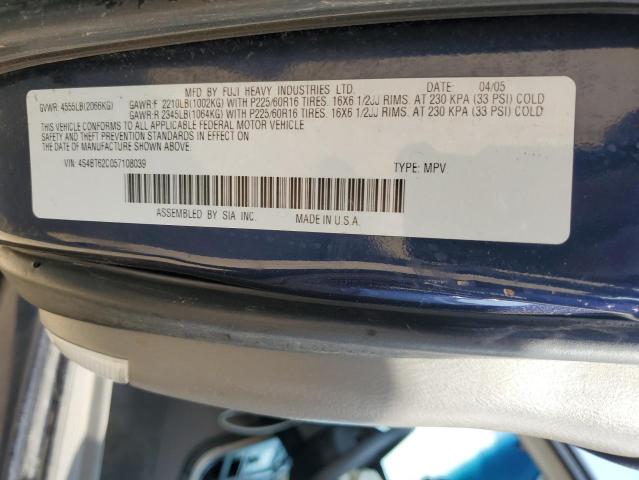 MFD. BY FUJI HEAVY INDUSTRIES LTD. 04/05
GVWR: 4555LB(2066KG) GAWR:F 2210LB(1002KG) WITH P225/60R16 TIRES. 16X6 1/2JJ RIMS. AT 230 KPA (33 PSI) COLD
GAWR:R 2345LB(1064KG) WITH P225/60R16 TIRES. 16X6 1/2JJ RIMS. AT 230 KPA (33 PSI) COLD
THIS VEHICLE CONFORMS TO ALL APPLICABLE FEDERAL MOTOR VEHICLE
SAFETY AND THEFT PREVENTION STANDARDS IN EFFECT ON
THE DATE OF MANUFACTURE SHOWN ABOVE.
VIN: 4S4BT62C057108039 TYPE: MPV
ASSEMBLED BY SIA INC. MADE IN U.S.A.